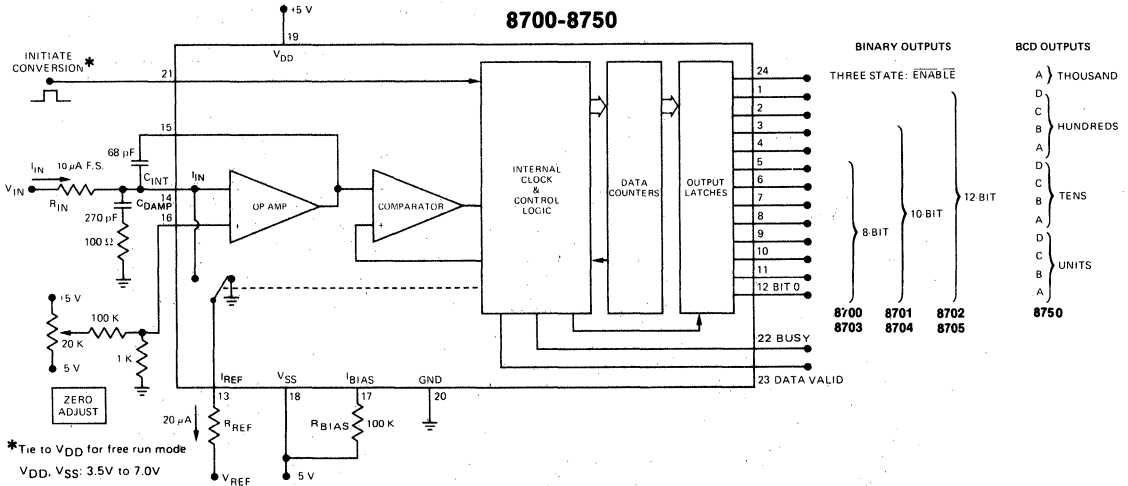 8700-8750
+5 V
19
VDD
INITIATE
CONVERSION*
21
15
68 pF
IIN
10 µA F.S.
VIN
RIN
CINT
IIN
14
CDAMP
16
270 pF
100 Ω
−
+
OP AMP
−
+
COMPARATOR
INTERNAL
CLOCK
&
CONTROL
LOGIC
DATA
COUNTERS
OUTPUT
LATCHES
24
1
2
3
4
5
6
7
8
9
10
11
12 BIT 0
22 BUSY
23 DATA VALID
+5 V
100 K
20 K
1 K
5 V
ZERO
ADJUST
IREF
13
VSS
18
IBIAS
17
GND
20
20 µA
RREF
VREF
RBIAS
100 K
5 V
*Tie to VDD for free run mode
VDD, VSS: 3.5V to 7.0V
BINARY OUTPUTS
THREE STATE: ENABLE
8-BIT
10-BIT
12-BIT
8700
8703
8701
8704
8702
8705
BCD OUTPUTS
A } THOUSAND
D
C
B
A
HUNDREDS
D
C
B
A
TENS
D
C
B
A
UNITS
8750